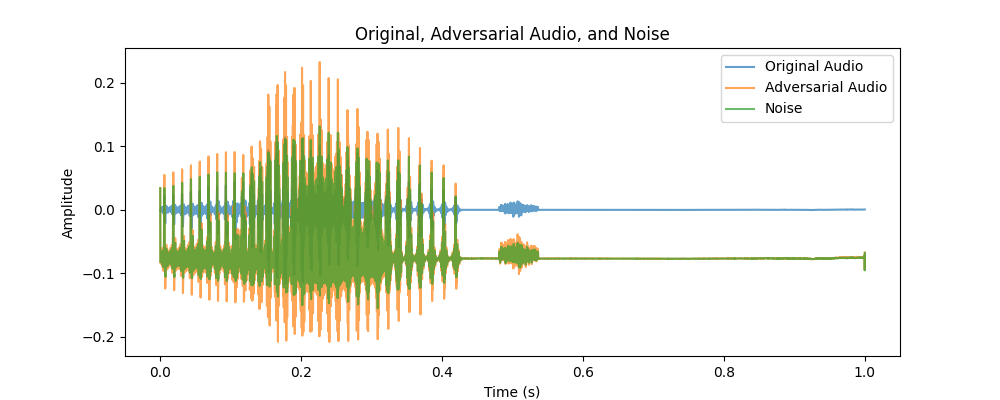 Original, Adversarial Audio, and Noise
Original Audio
Adversarial Audio
Noise
Amplitude
0.2
0.1
0.0
−0.1
−0.2
0.0
0.2
0.4
0.6
0.8
1.0
Time (s)